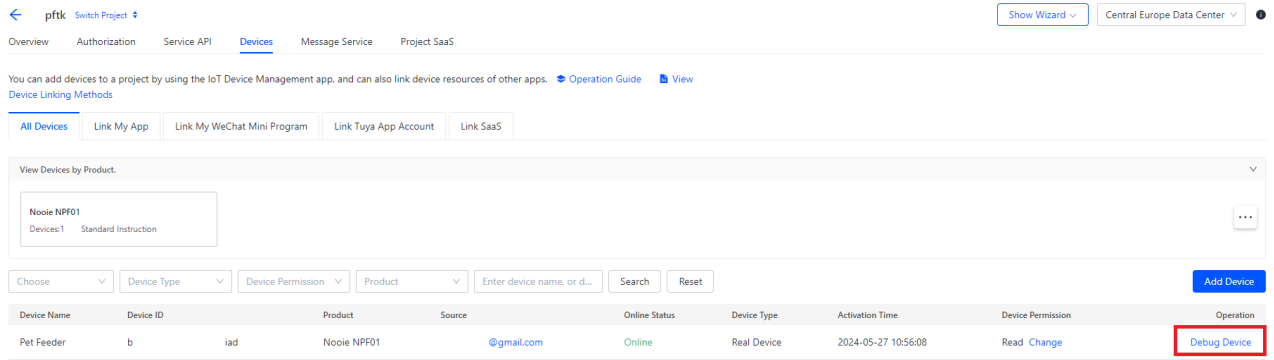 pftk Switch Project Show Wizard Central Europe Data Center
Overview Authorization Service API Devices Message Service Project SaaS
You can add devices to a project by using the IoT Device Management app, and can also link device resources of other apps. Operation Guide View
Device Linking Methods
All Devices Link My App Link My WeChat Mini Program Link Tuya App Account Link SaaS
View Devices by Product.
Nooie NPF01
Devices:1 Standard Instruction
Choose Device Type Device Permission Product Enter device name, or d... Search Reset Add Device
Device Name Device ID Product Source Online Status Device Type Activation Time Device Permission Operation
Pet Feeder b iad Nooie NPF01 @gmail.com Online Real Device 2024-05-27 10:56:08 Read Change Debug Device